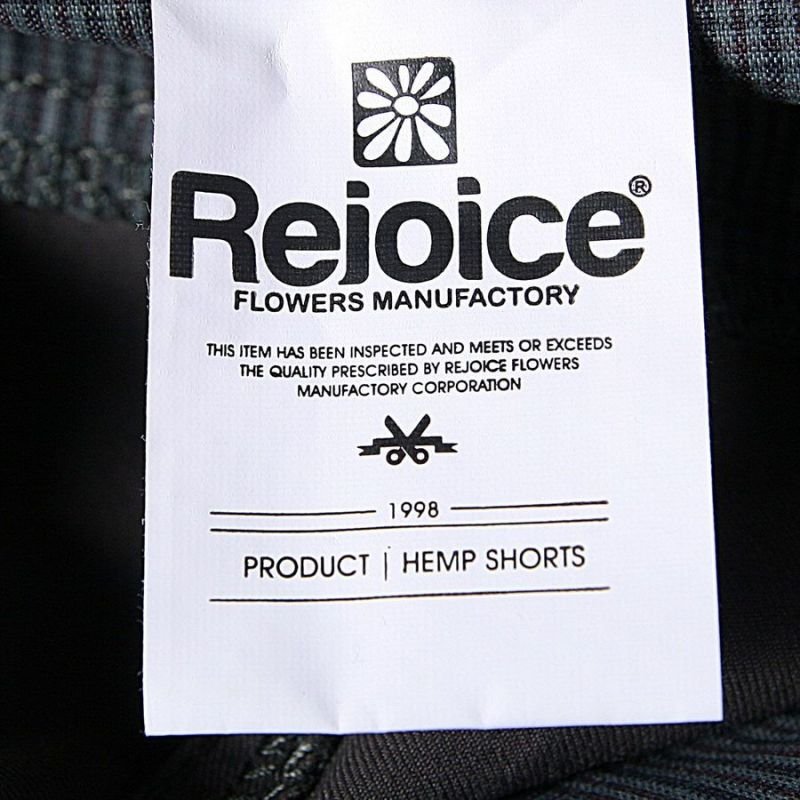 Rejoice®
FLOWERS MANUFACTORY
THIS ITEM HAS BEEN INSPECTED AND MEETS OR EXCEEDS
THE QUALITY PRESCRIBED BY REJOICE FLOWERS
MANUFACTORY CORPORATION
1998
PRODUCT | HEMP SHORTS